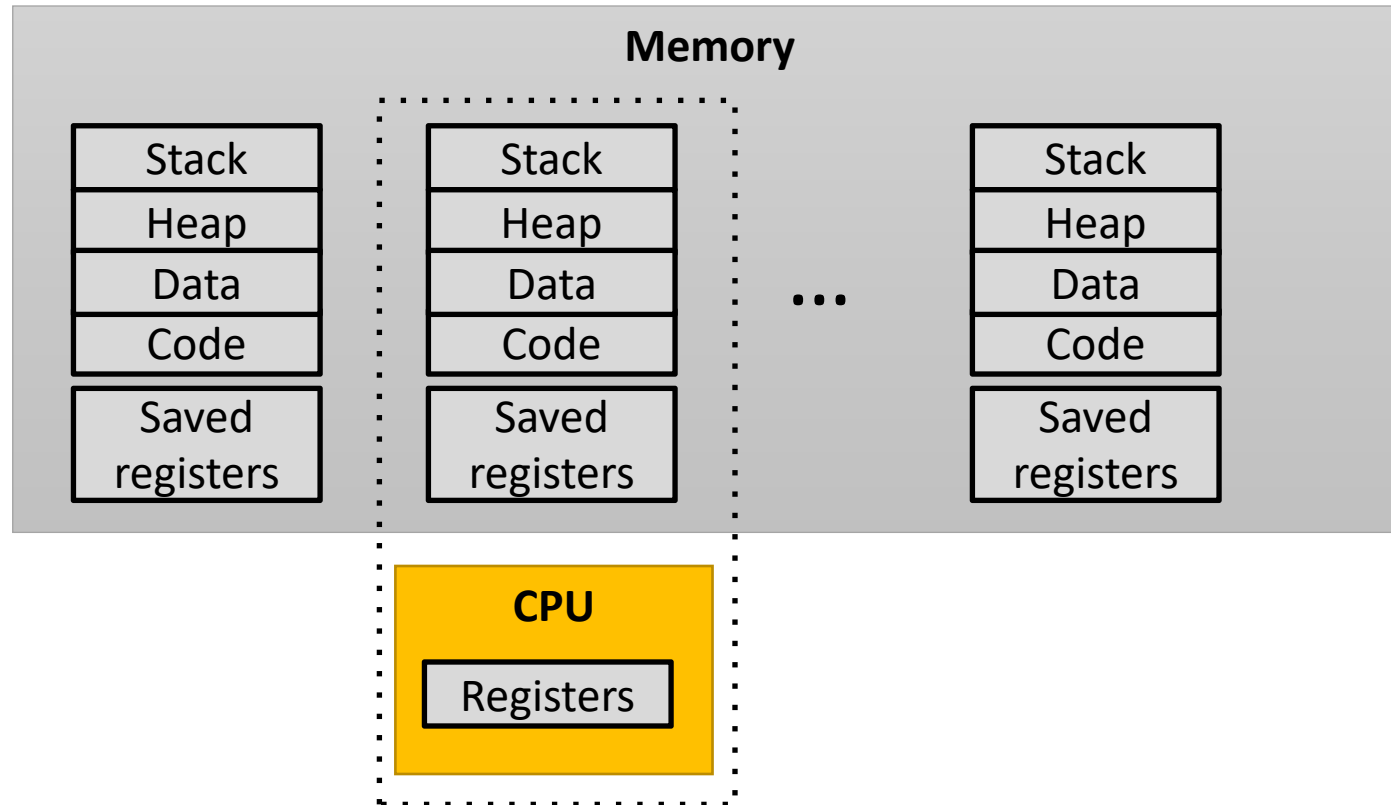 Memory
Stack
Heap
Data
Code
Saved
registers
Stack
Heap
Data
Code
Saved
registers
...
Stack
Heap
Data
Code
Saved
registers
CPU
Registers